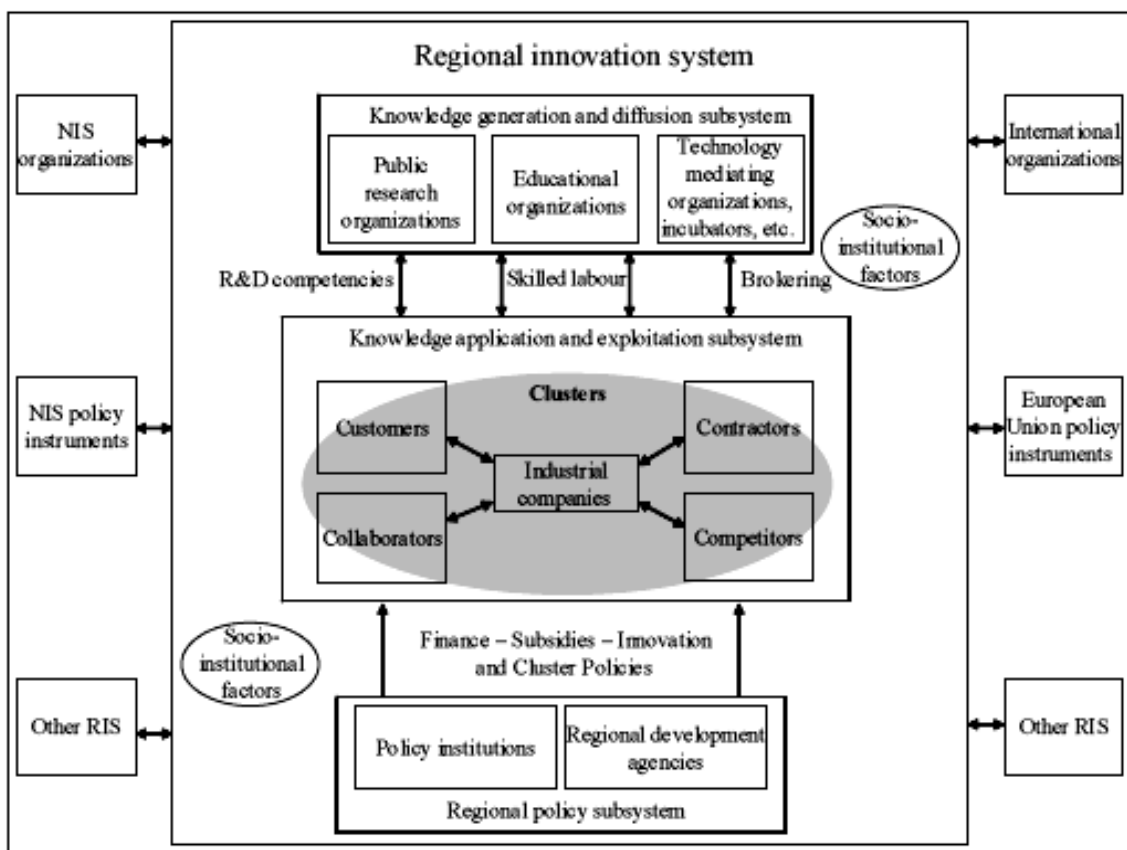 Regional innovation system
Knowledge generation and diffusion subsystem
Public
research
organizations
Educational
organizations
Technology
mediating
organizations,
incubators, etc.
NIS
organizations
International
organizations
Socio-
institutional
factors
R&D competencies
Skilled labour
Brokering
Knowledge application and exploitation subsystem
Clusters
Customers
Contractors
Industrial
companies
Collaborators
Competitors
NIS policy
instruments
European
Union policy
instruments
Socio-
institutional
factors
Finance – Subsidies – Innovation
and Cluster Policies
Other RIS
Policy institutions
Regional development
agencies
Regional policy subsystem
Other RIS